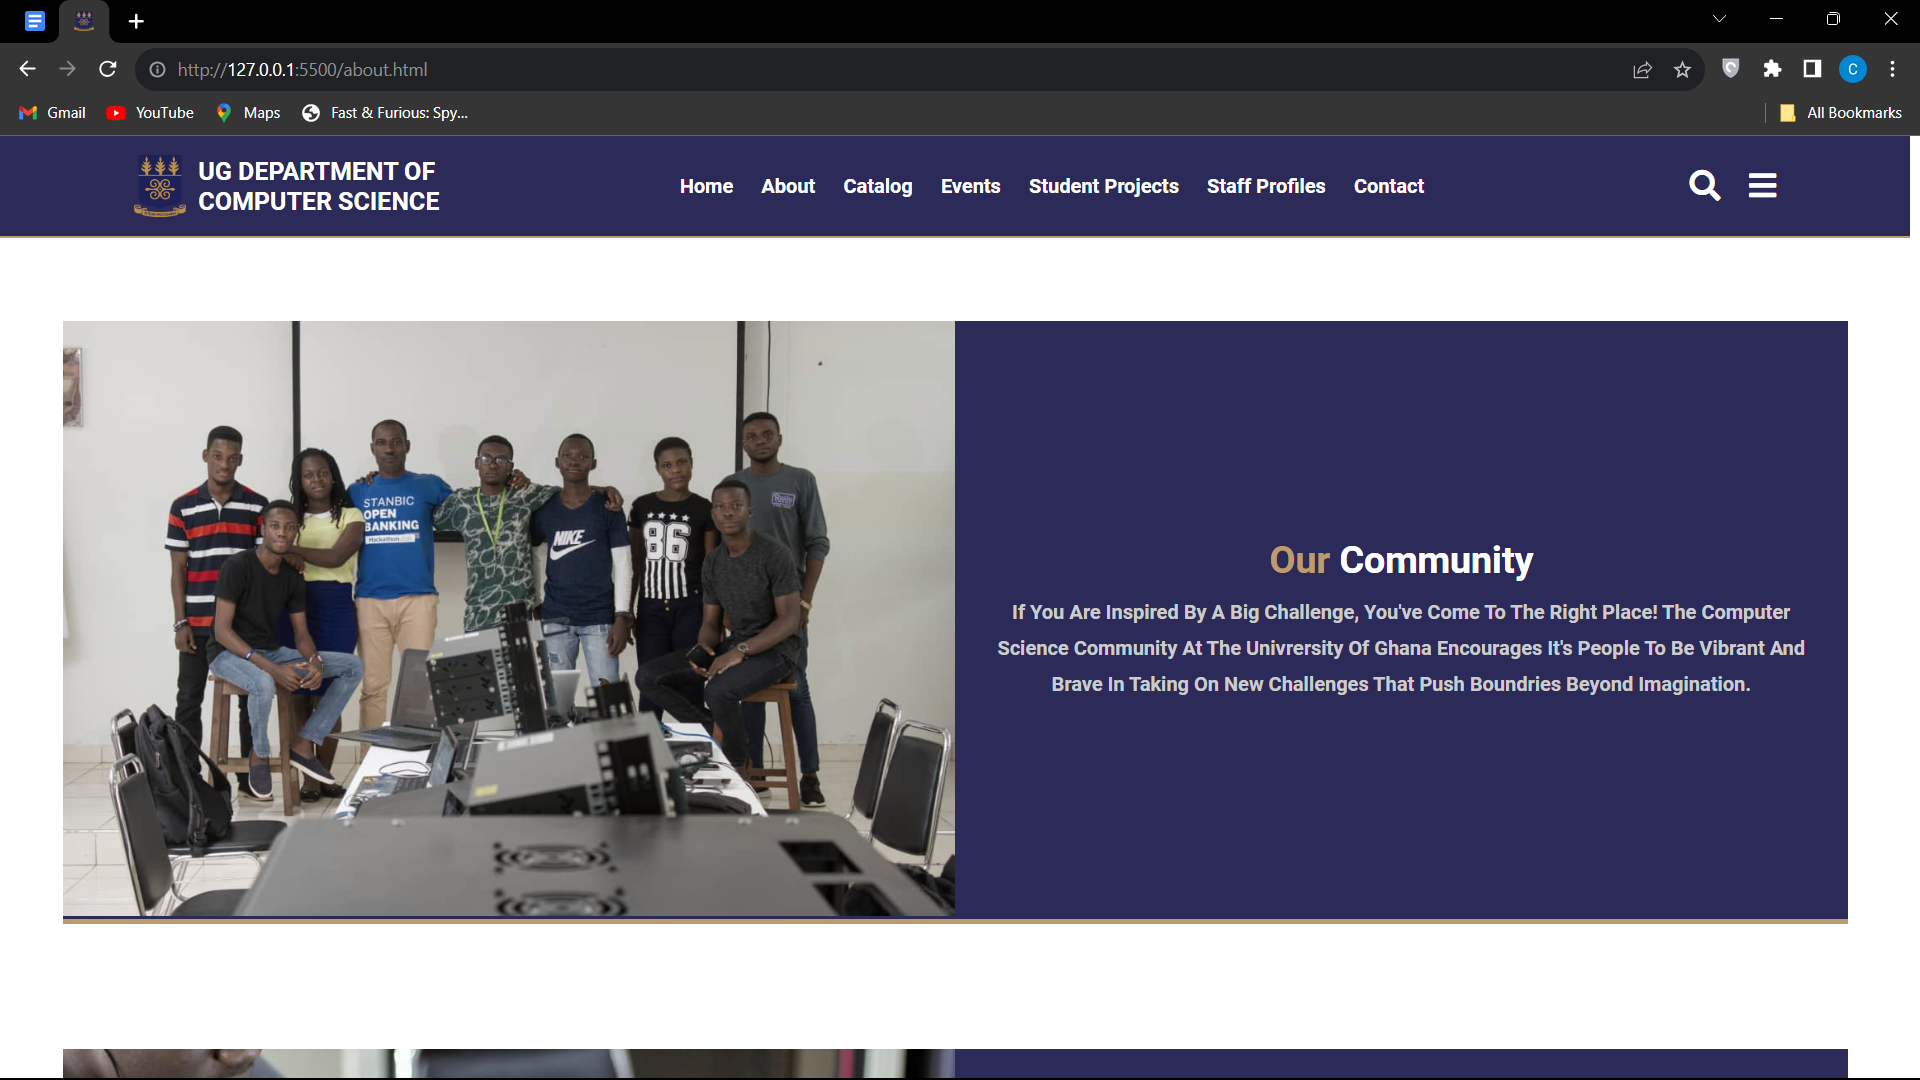 http://127.0.0.1:5500/about.html
C
Gmail
YouTube
Maps
Fast & Furious: Spy...
All Bookmarks
UG DEPARTMENT OF
COMPUTER SCIENCE
Home
About
Catalog
Events
Student Projects
Staff Profiles
Contact
STANBIC
OPEN
BANKING
Hackathon
NIKE
86
Our Community
If You Are Inspired By A Big Challenge, You've Come To The Right Place! The Computer
Science Community At The Univrersity Of Ghana Encourages It's People To Be Vibrant And
Brave In Taking On New Challenges That Push Boundries Beyond Imagination.